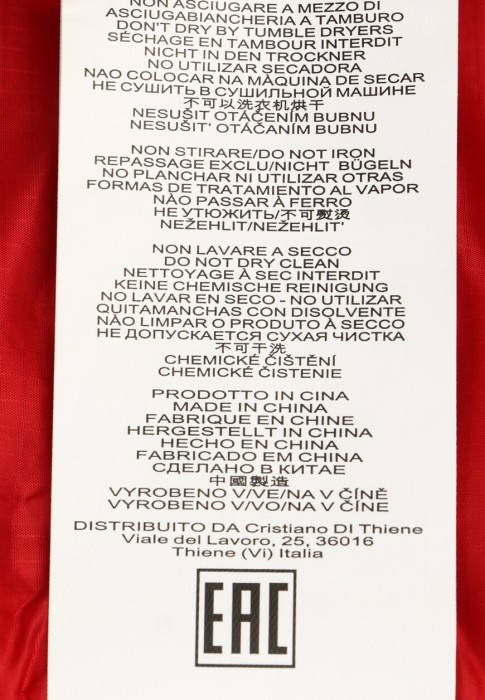 NON ASCIUGARE A MEZZO DI
ASCIUGABIANCHERIA A TAMBURO
DON'T DRY BY TUMBLE DRYERS
SÉCHAGE EN TAMBOUR INTERDIT
NICHT IN DEN TROCKNER
NO UTILIZAR SECADORA
NAO COLOCAR NA MÀQUINA DE SECAR
НЕ СУШИТЬ В СУШИЛЬНОЙ МАШИНЕ
不可以洗衣机烘干
NESUŠIT OTÁČENÍM BUBNU
NESUŠIT' OTÁČANÍM BUBNU
NON STIRARE/DO NOT IRON
REPASSAGE EXCLU/NICHT BÜGELN
NO PLANCHAR NI UTILIZAR OTRAS
FORMAS DE TRATAMIENTO AL VAPOR
NÃO PASSAR À FERRO
НЕ УТЮЖИТЬ/不可熨烫
NEŽEHLIT/NEŽEHLIT'
NON LAVARE A SECCO
DO NOT DRY CLEAN
NETTOYAGE À SEC INTERDIT
KEINE CHEMISCHE REINIGUNG
NO LAVAR EN SECO - NO UTILIZAR
QUITAMANCHAS CON DISOLVENTE
NÃO LIMPAR O PRODUTO À SECCO
НЕ ДОПУСКАЕТСЯ СУХАЯ ЧИСТКА
不可干洗
CHEMICKÉ ČIŠTĚNÍ
CHEMICKÉ ČISTENIE
PRODOTTO IN CINA
MADE IN CHINA
FABRIQUE EN CHINE
HERGESTELLT IN CHINA
HECHO EN CHINA
FABRICADO EM CHINA
СДЕЛАНО В КИТАЕ
中國製造
VYROBENO V/VE/NA V ČÍNĚ
VYROBENO V/VO/NA V ČÍNE
DISTRIBUITO DA Cristiano DI Thiene
Viale del Lavoro, 25, 36016
Thiene (Vi) Italia
EAC